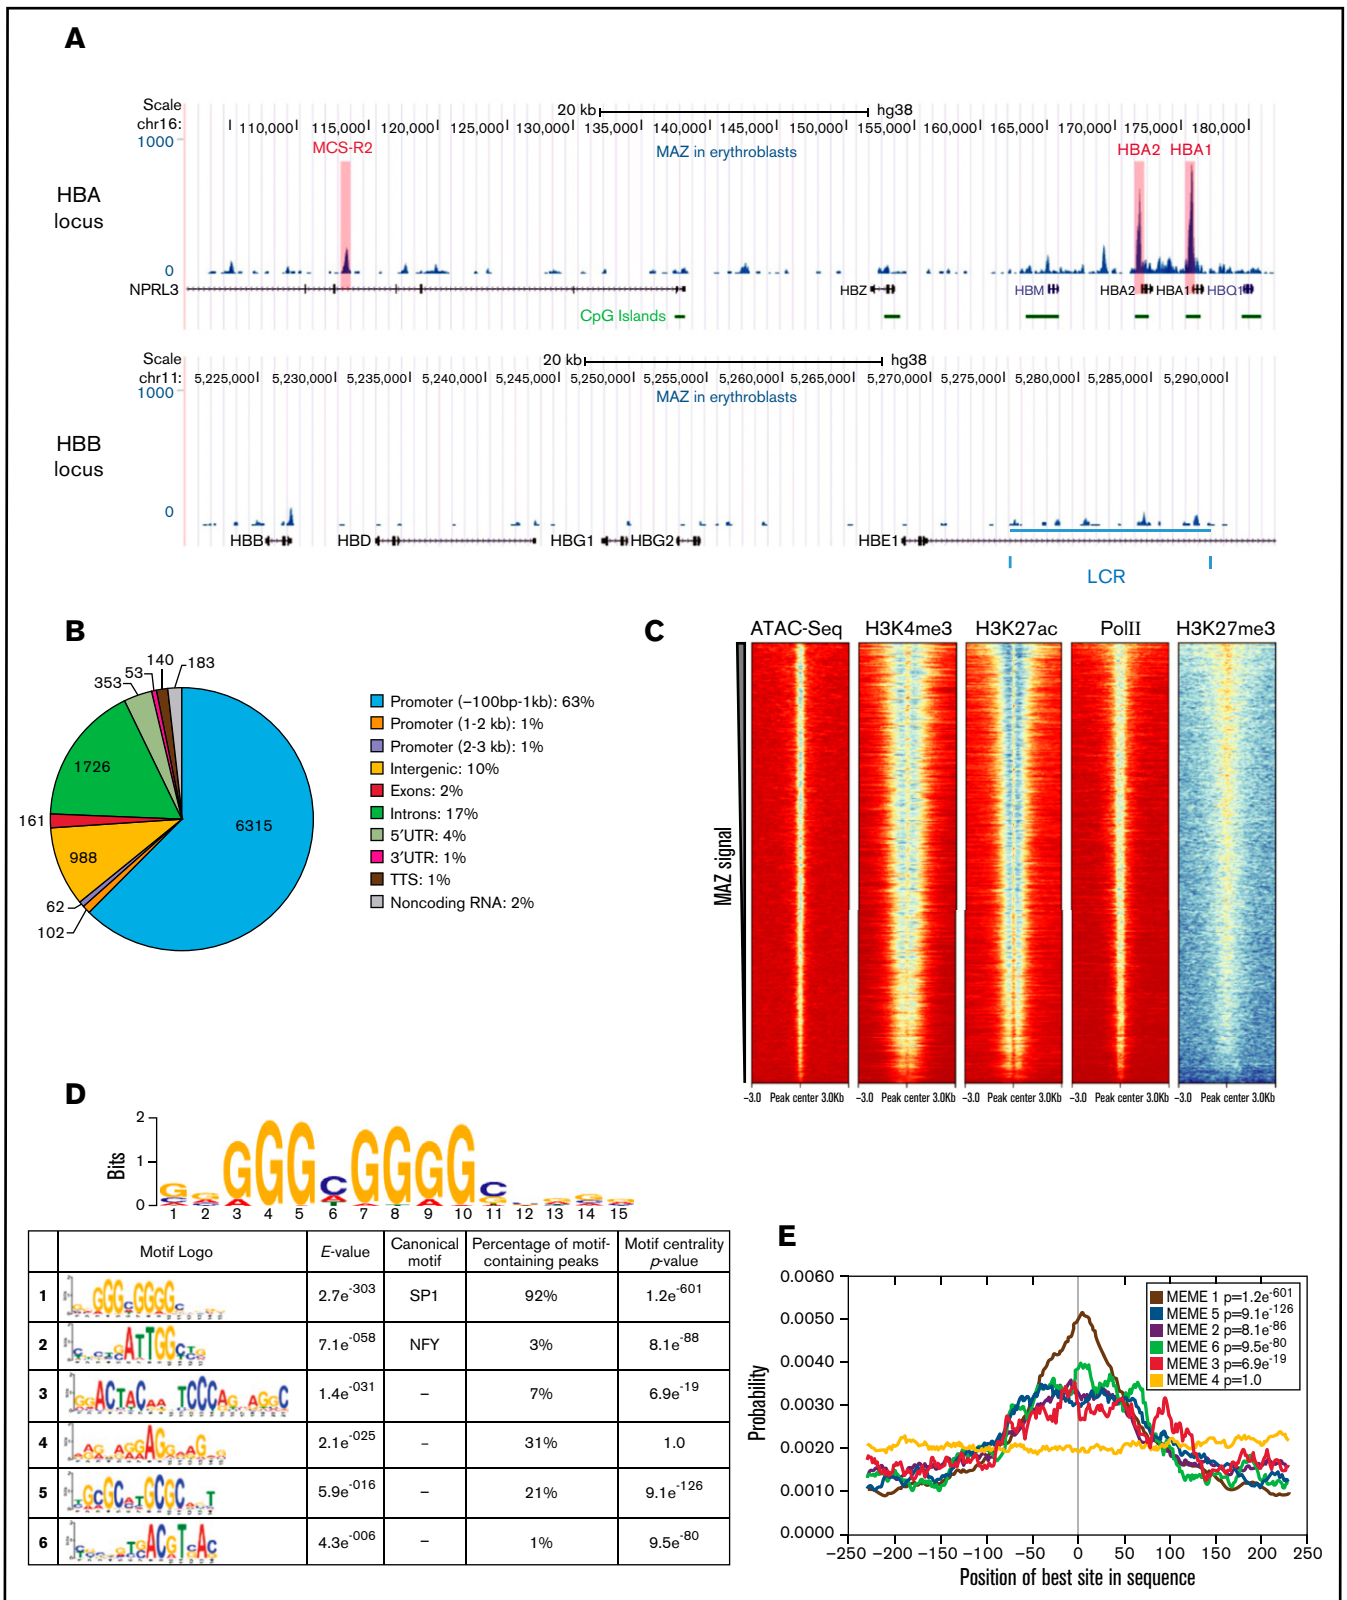 A
Scale 20 kb hg38
chr16: 110,000 115,000 120,000 125,000 130,000 135,000 140,000 145,000 150,000 155,000 160,000 165,000 170,000 175,000 180,000
1000 MCS-R2 MAZ in erythroblasts HBA2 HBA1
HBA
locus
0
NPRL3 HBZ HBM HBA2 HBA1 HBQ1
CpG Islands
Scale 20 kb hg38
chr11: 5,225,000 5,230,000 5,235,000 5,240,000 5,245,000 5,250,000 5,255,000 5,260,000 5,265,000 5,270,000 5,275,000 5,280,000 5,285,000 5,290,000
1000 MAZ in erythroblasts
HBB
locus
0
HBB HBD HBG1 HBG2 HBE1
LCR
B
140
53 183
353
1726
6315
161
988
62
102
Promoter (–100bp-1kb): 63%
Promoter (1-2 kb): 1%
Promoter (2-3 kb): 1%
Intergenic: 10%
Exons: 2%
Introns: 17%
5′UTR: 4%
3′UTR: 1%
TTS: 1%
Noncoding RNA: 2%
C
ATAC-Seq H3K4me3 H3K27ac PolII H3K27me3
MAZ signal
–3.0 Peak center 3.0Kb –3.0 Peak center 3.0Kb –3.0 Peak center 3.0Kb –3.0 Peak center 3.0Kb –3.0 Peak center 3.0Kb
D
Bits
2
1
0
1 2 3 4 5 6 7 8 9 10 11 12 13 14 15
Motif Logo E-value Canonical motif Percentage of motif-containing peaks Motif centrality p-value
1 2.7e-303 SP1 92% 1.2e-601
2 7.1e-058 NFY 3% 8.1e-88
3 1.4e-031 – 7% 6.9e-19
4 2.1e-025 – 31% 1.0
5 5.9e-016 – 21% 9.1e-126
6 4.3e-006 – 1% 9.5e-80
E
Probability
0.0060
0.0050
0.0040
0.0030
0.0020
0.0010
0.0000
MEME 1 p=1.2e-601
MEME 5 p=9.1e-126
MEME 2 p=8.1e-86
MEME 6 p=9.5e-80
MEME 3 p=6.9e-19
MEME 4 p=1.0
–250 –200 –150 –100 –50 0 50 100 150 200 250
Position of best site in sequence